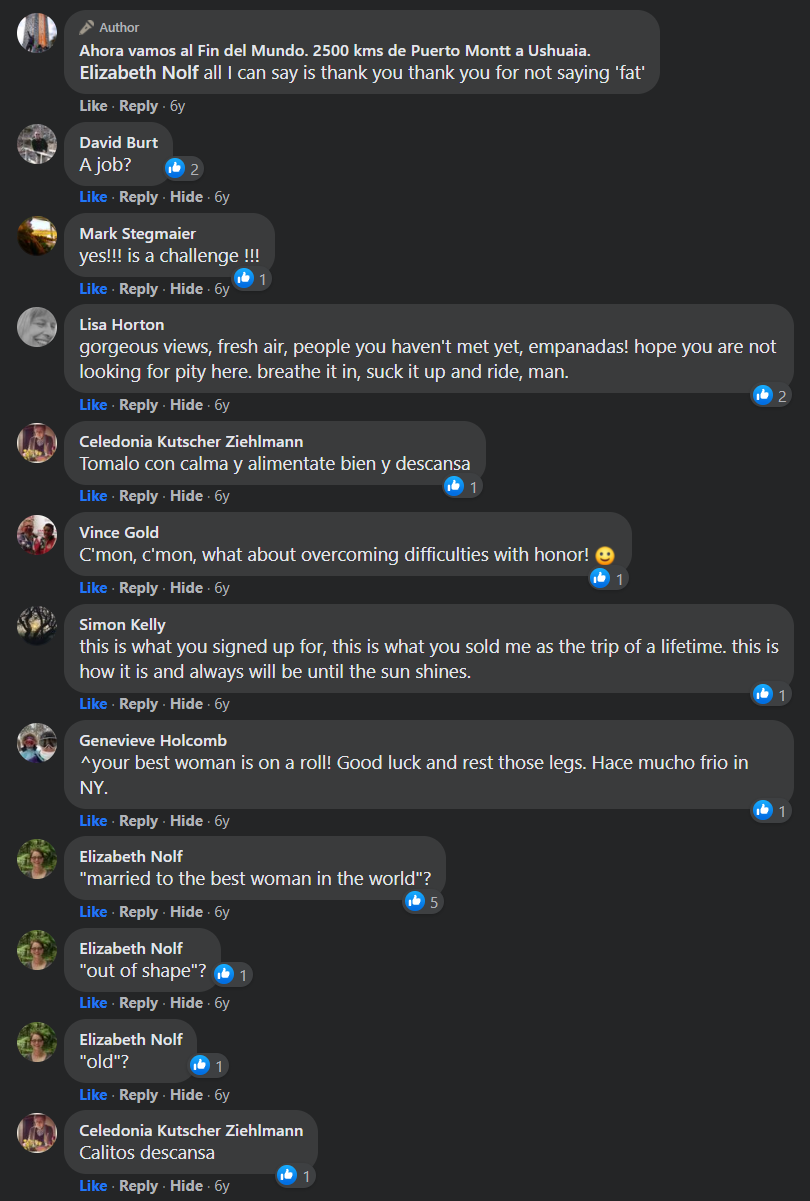 Author
Ahora vamos al Fin del Mundo. 2500 kms de Puerto Montt a Ushuaia.
Elizabeth Nolf all I can say is thank you thank you for not saying 'fat'
Like · Reply · 6y
David Burt
A job?
2
Like · Reply · Hide · 6y
Mark Stegmaier
yes!!! is a challenge !!!
1
Like · Reply · Hide · 6y
Lisa Horton
gorgeous views, fresh air, people you haven't met yet, empanadas! hope you are not
looking for pity here. breathe it in, suck it up and ride, man.
2
Like · Reply · Hide · 6y
Celedonia Kutscher Ziehlmann
Tomalo con calma y alimentate bien y descansa
1
Like · Reply · Hide · 6y
Vince Gold
C'mon, c'mon, what about overcoming difficulties with honor! 🙂
1
Like · Reply · Hide · 6y
Simon Kelly
this is what you signed up for, this is what you sold me as the trip of a lifetime. this is
how it is and always will be until the sun shines.
1
Like · Reply · Hide · 6y
Genevieve Holcomb
^your best woman is on a roll! Good luck and rest those legs. Hace mucho frio in
NY.
1
Like · Reply · Hide · 6y
Elizabeth Nolf
"married to the best woman in the world"?
5
Like · Reply · Hide · 6y
Elizabeth Nolf
"out of shape"?
1
Like · Reply · Hide · 6y
Elizabeth Nolf
"old"?
1
Like · Reply · Hide · 6y
Celedonia Kutscher Ziehlmann
Calitos descansa
1
Like · Reply · Hide · 6y